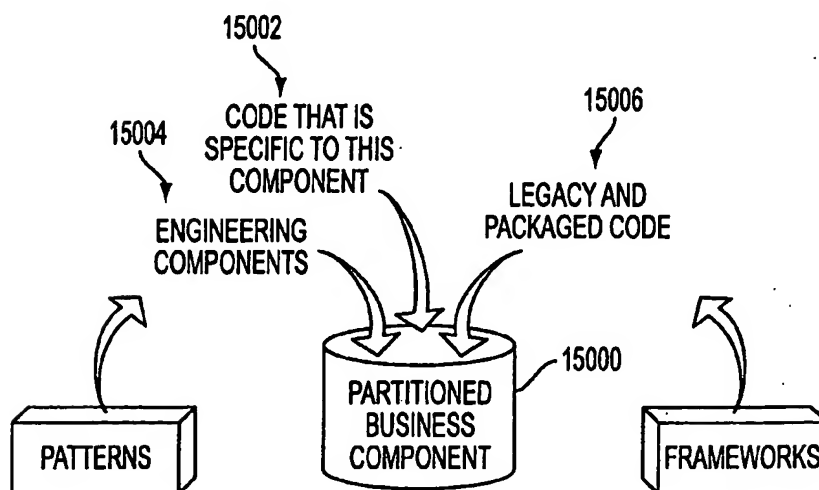 15002
CODE THAT IS
SPECIFIC TO THIS
COMPONENT
15004
ENGINEERING
COMPONENTS
15006
LEGACY AND
PACKAGED CODE
15000
PARTITIONED
BUSINESS
COMPONENT
PATTERNS
FRAMEWORKS